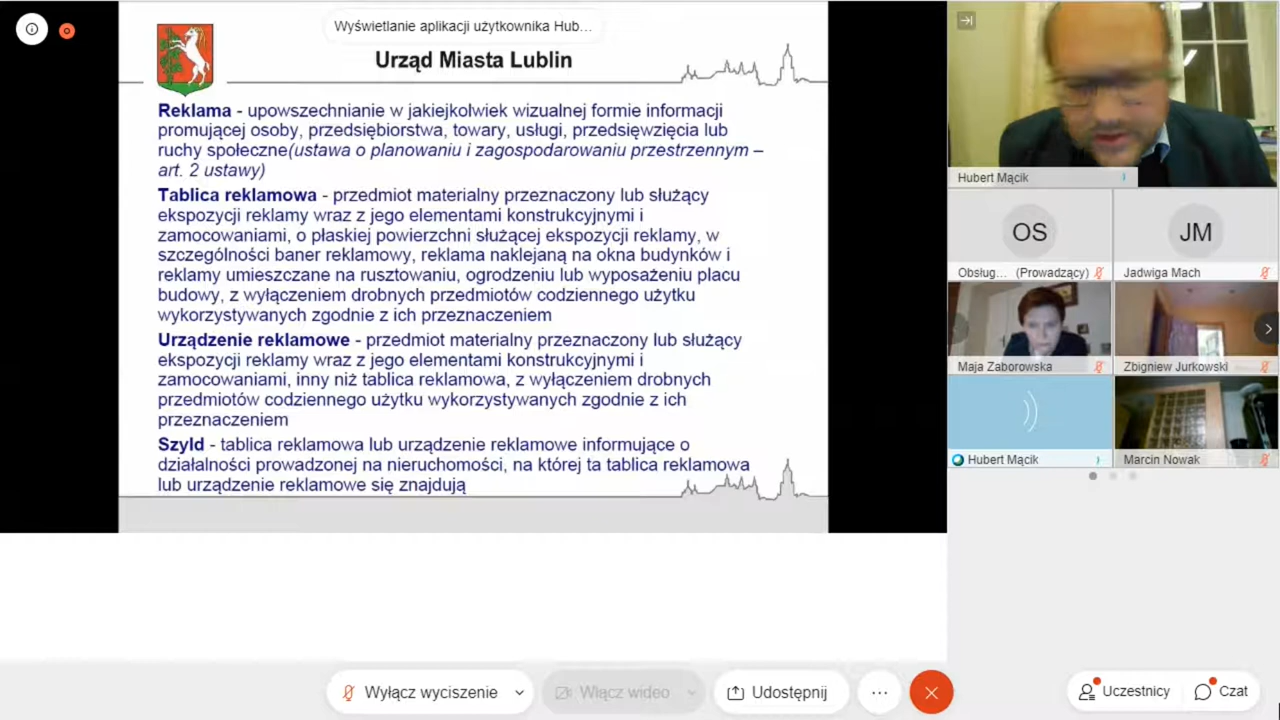 Wyświetlanie aplikacji użytkownika Hub...
Urząd Miasta Lublin
Reklama - upowszechnianie w jakiejkolwiek wizualnej formie informacji
promującej osoby, przedsiębiorstwa, towary, usługi, przedsięwzięcia lub
ruchy społeczne(ustawa o planowaniu i zagospodarowaniu przestrzennym –
art. 2 ustawy)
Tablica reklamowa - przedmiot materialny przeznaczony lub służący
ekspozycji reklamy wraz z jego elementami konstrukcyjnymi i
zamocowaniami, o płaskiej powierzchni służącej ekspozycji reklamy, w
szczególności baner reklamowy, reklama naklejaną na okna budynków i
reklamy umieszczane na rusztowaniu, ogrodzeniu lub wyposażeniu placu
budowy, z wyłączeniem drobnych przedmiotów codziennego użytku
wykorzystywanych zgodnie z ich przeznaczeniem
Urządzenie reklamowe - przedmiot materialny przeznaczony lub służący
ekspozycji reklamy wraz z jego elementami konstrukcyjnymi i
zamocowaniami, inny niż tablica reklamowa, z wyłączeniem drobnych
przedmiotów codziennego użytku wykorzystywanych zgodnie z ich
przeznaczeniem
Szyld - tablica reklamowa lub urządzenie reklamowe informujące o
działalności prowadzonej na nieruchomości, na której ta tablica reklamowa
lub urządzenie reklamowe się znajdują
Hubert Mącik
OS
JM
Obsług... (Prowadzący)
Jadwiga Mach
Maja Zaborowska
Zbigniew Jurkowski
Hubert Mącik
Marcin Nowak
Wyłącz wyciszenie
Włącz wideo
Udostępnij
...
Uczestnicy
Czat